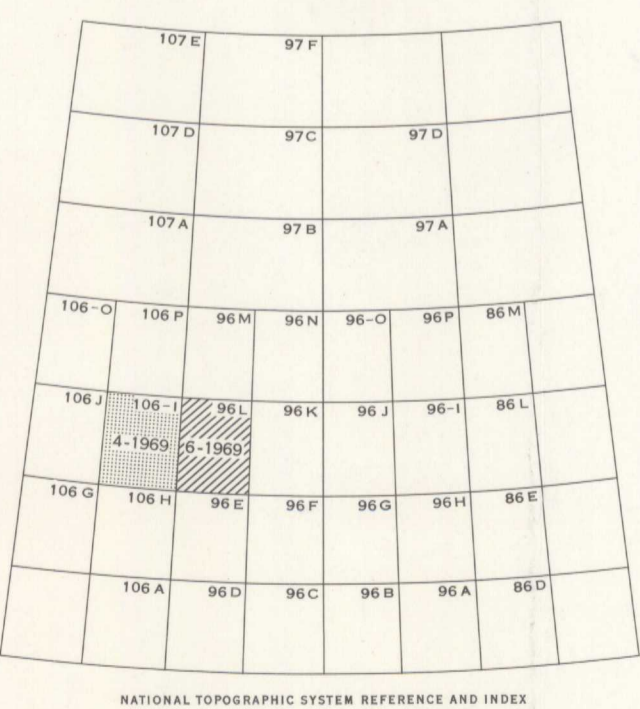 107 E 97 F
107 D 97 C 97 D
107 A 97 B 97 A
106-O 106 P 96 M 96 N 96-O 96 P 86 M
106 J 106-I 96 L 96 K 96 J 96-I 86 L
4-1969 6-1969
106 G 106 H 96 E 96 F 96 G 96 H 86 E
106 A 96 D 96 C 96 B 96 A 86 D
NATIONAL TOPOGRAPHIC SYSTEM REFERENCE AND INDEX